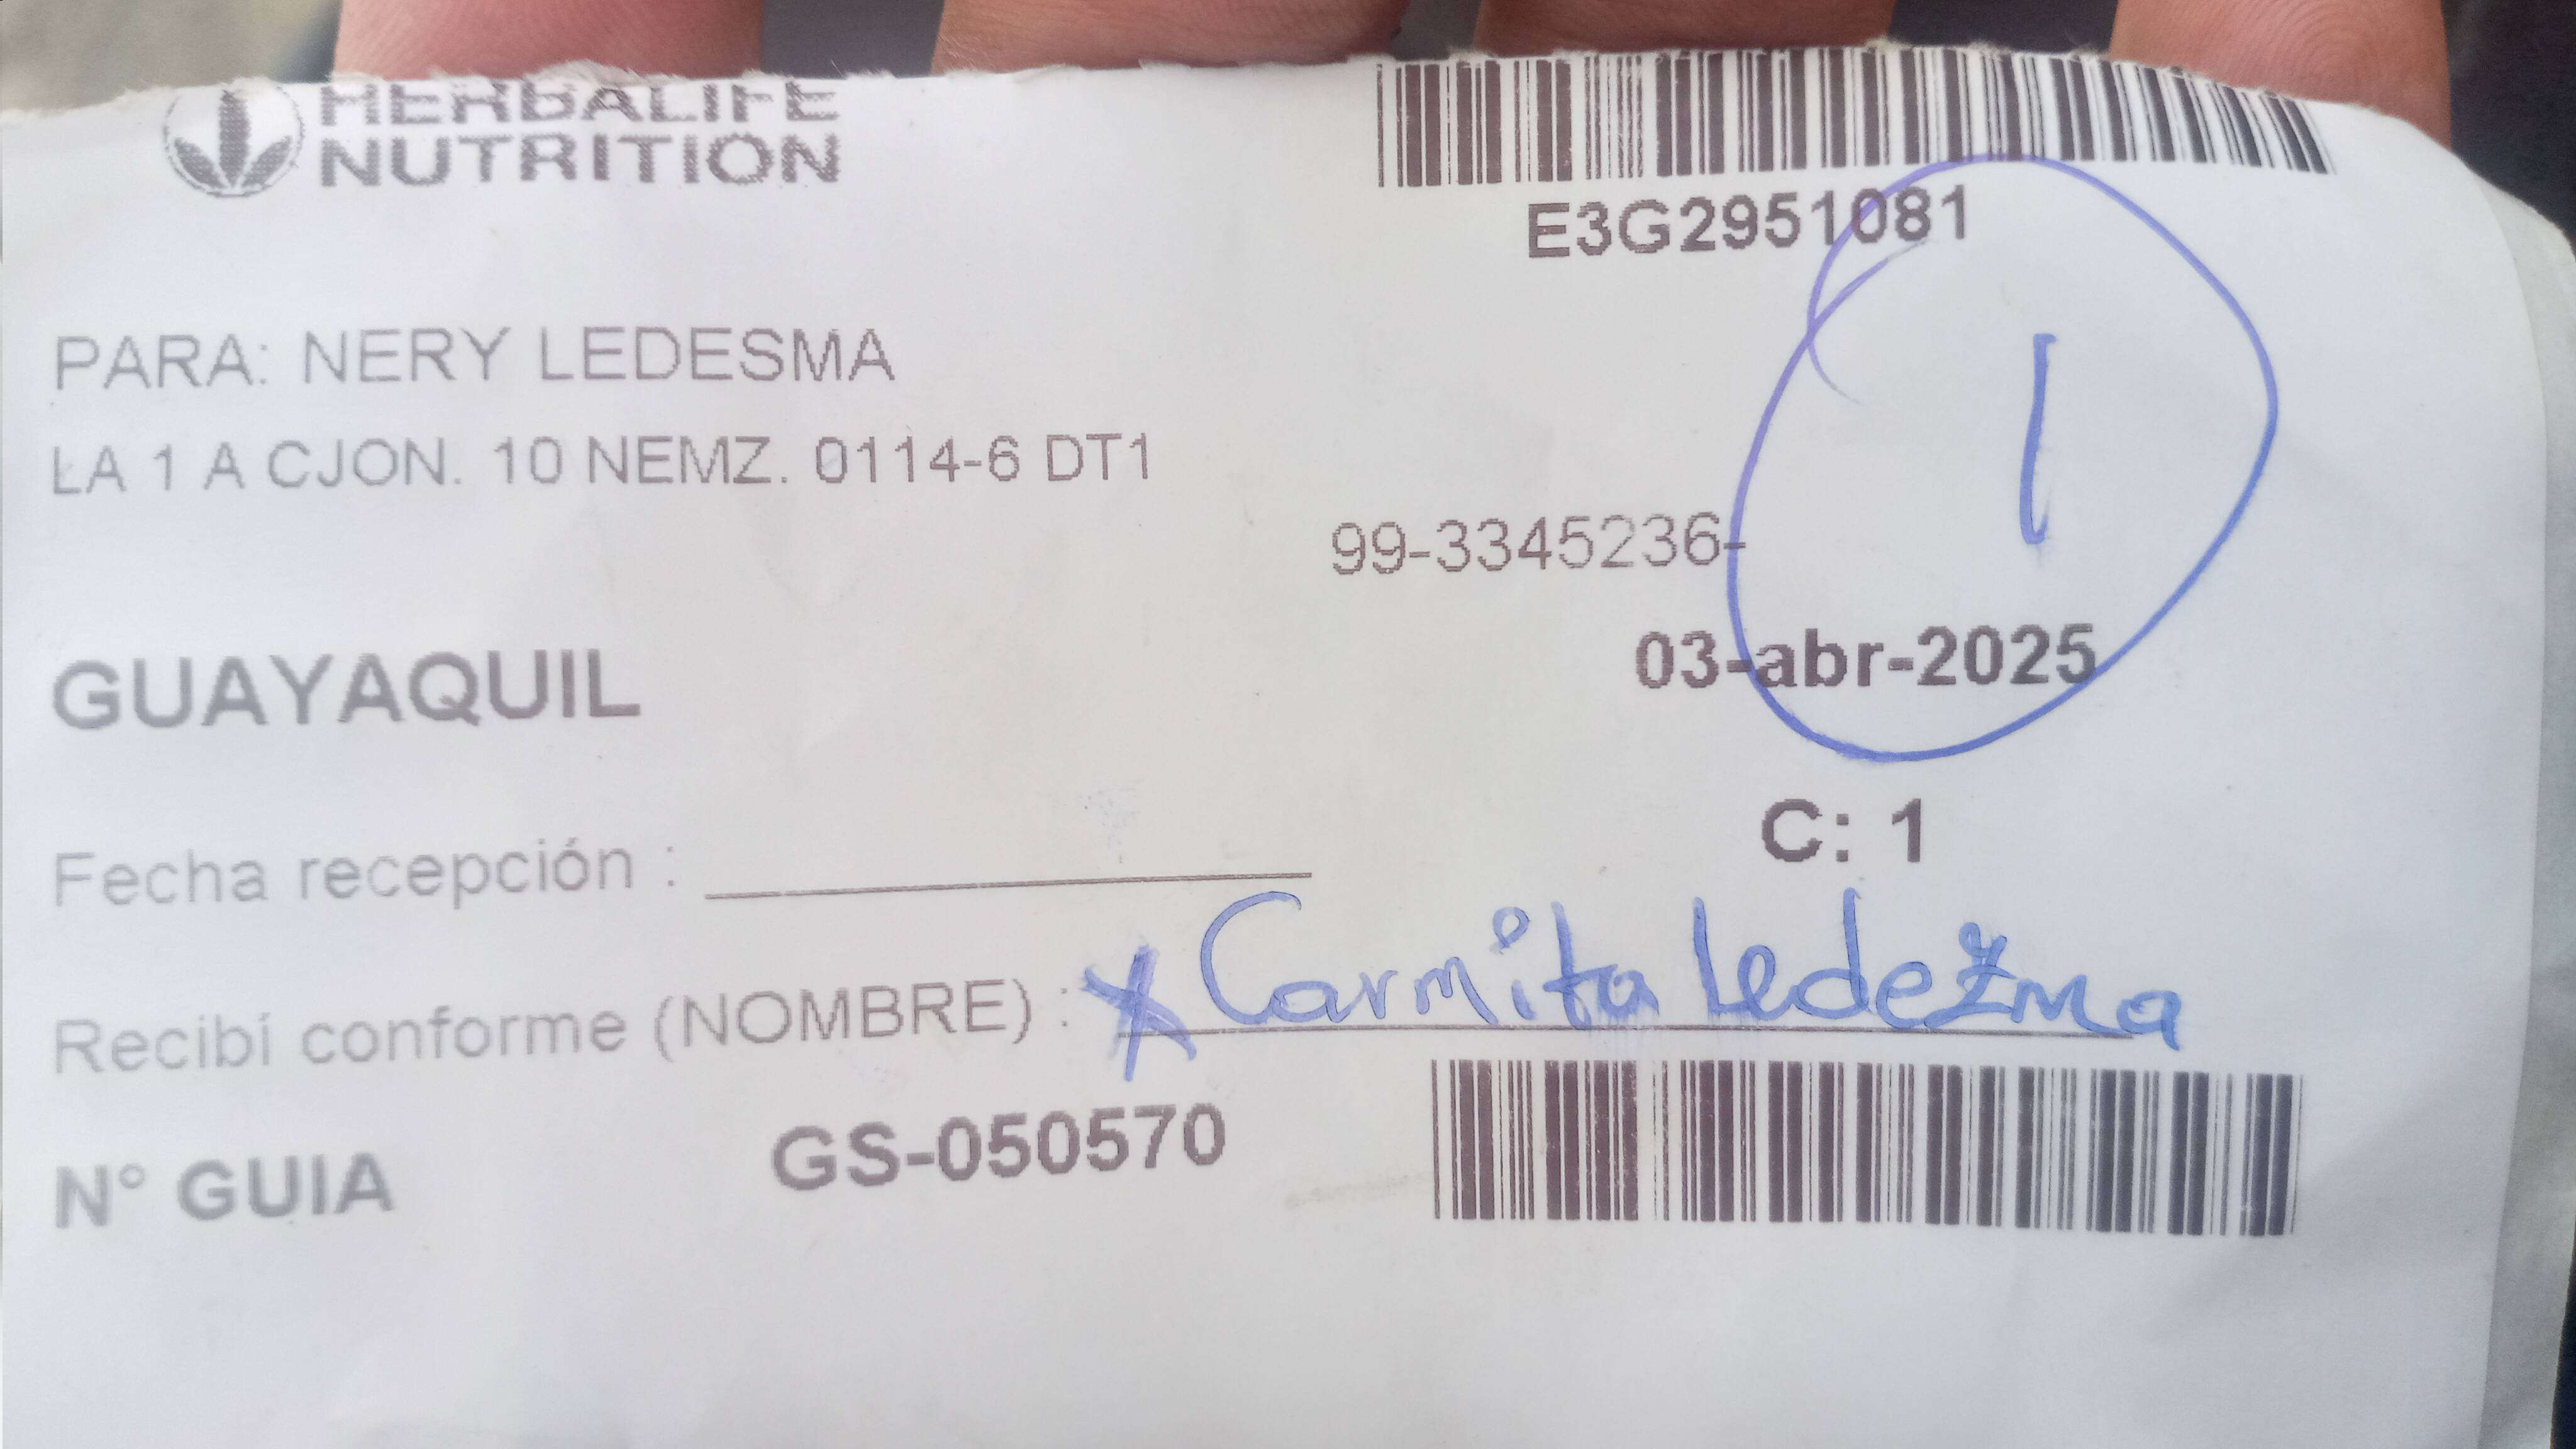 HERBALIFE
NUTRITION
E3G2951081
PARA: NERY LEDESMA
LA 1 A CJON. 10 NEMZ. 0114-6 DT1
1
99-3345236-
03-abr-2025
GUAYAQUIL
C: 1
Fecha recepción :
Recibí conforme (NOMBRE) : x Carmita Ledezma
N° GUIA GS-050570